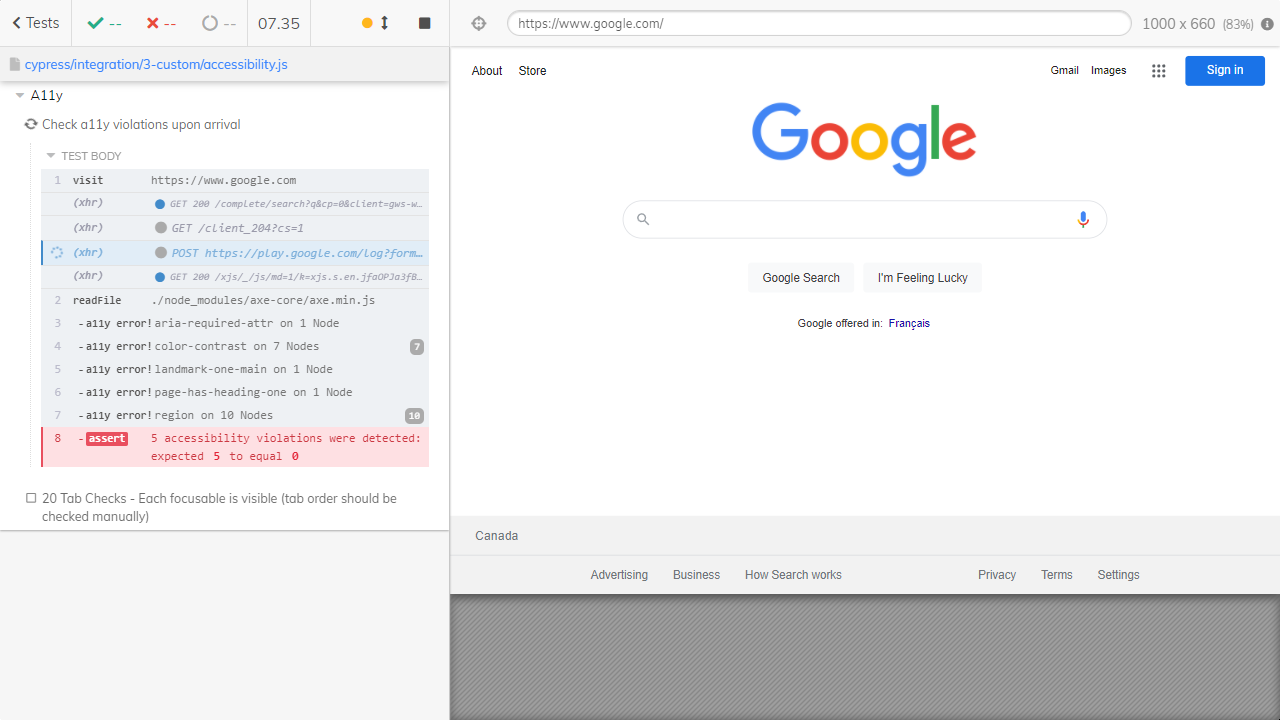 Tests
--
--
--
07.35
https://www.google.com/
1000 x 660 (83%)
cypress/integration/3-custom/accessibility.js
A11y
Check a11y violations upon arrival
TEST BODY
1 visit https://www.google.com
(xhr) GET 200 /complete/search?q&cp=0&client=gws-w…
(xhr) GET /client_204?cs=1
(xhr) POST https://play.google.com/log?form…
(xhr) GET 200 /xjs/_/js/md=1/k=xjs.s.en.jfaOPJa3fB…
2 readFile ./node_modules/axe-core/axe.min.js
3 -a11y error! aria-required-attr on 1 Node
4 -a11y error! color-contrast on 7 Nodes 7
5 -a11y error! landmark-one-main on 1 Node
6 -a11y error! page-has-heading-one on 1 Node
7 -a11y error! region on 10 Nodes 10
8 -assert 5 accessibility violations were detected:
expected 5 to equal 0
20 Tab Checks - Each focusable is visible (tab order should be
checked manually)
About Store Gmail Images Sign in
Google
Google Search I'm Feeling Lucky
Google offered in: Français
Canada
Advertising Business How Search works Privacy Terms Settings